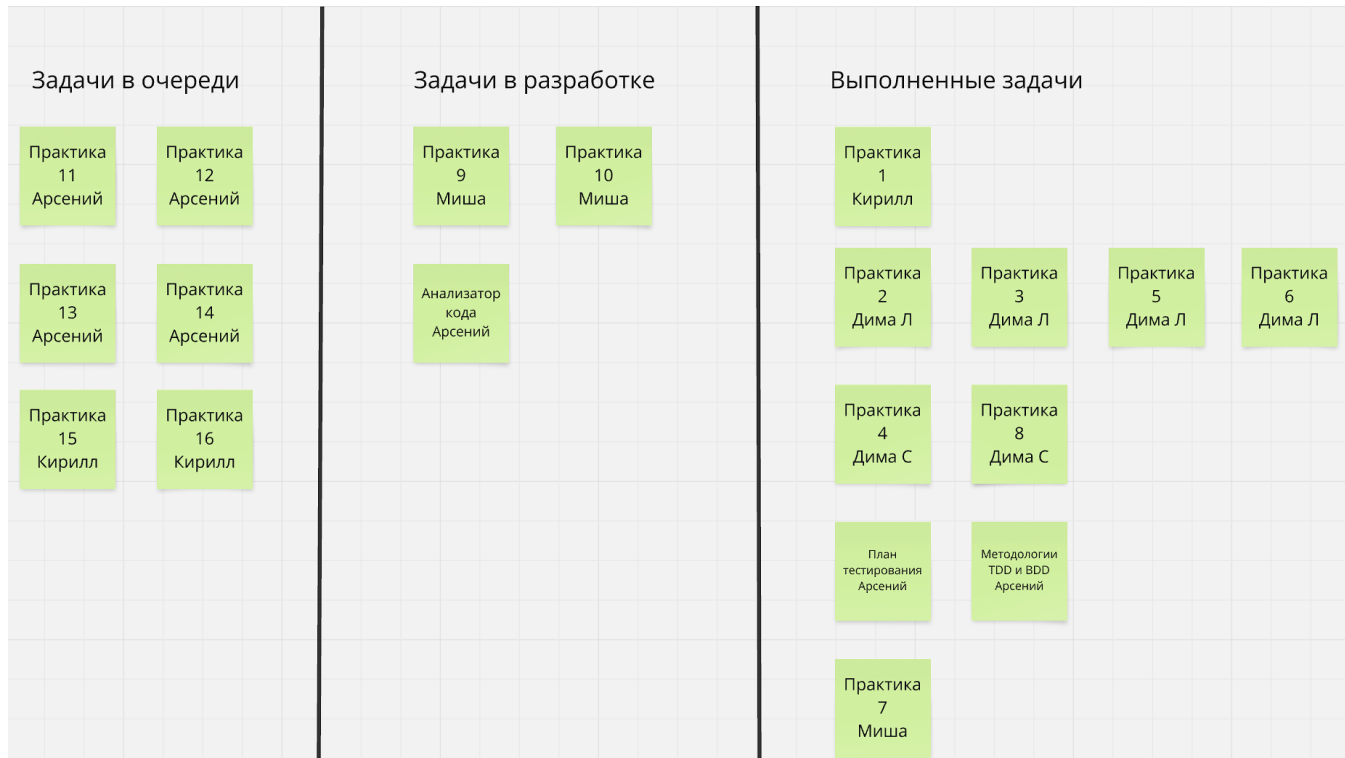 Задачи в очереди
Практика
11
Арсений
Практика
12
Арсений
Практика
13
Арсений
Практика
14
Арсений
Практика
15
Кирилл
Практика
16
Кирилл
Задачи в разработке
Практика
9
Миша
Практика
10
Миша
Анализатор
кода
Арсений
Выполненные задачи
Практика
1
Кирилл
Практика
2
Дима Л
Практика
3
Дима Л
Практика
5
Дима Л
Практика
6
Дима Л
Практика
4
Дима С
Практика
8
Дима С
План
тестирования
Арсений
Методологии
TDD и BDD
Арсений
Практика
7
Миша